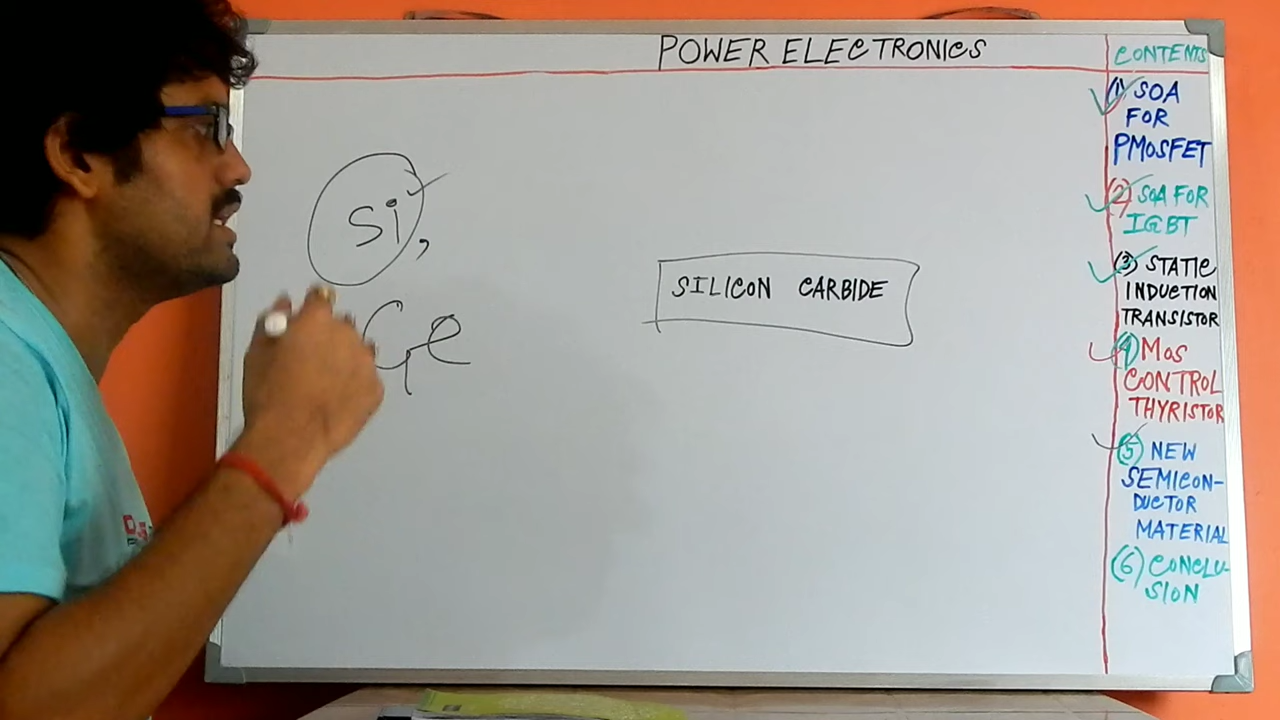 POWER ELECTRONICS
Si,
Ge
SILICON CARBIDE
CONTENTS
(1) SOA
FOR
PMOSFET
(2) SOA FOR
IGBT
(3) STATIC
INDUCTION
TRANSISTOR
(4) MOS
CONTROL
THYRISTOR
(5) NEW
SEMICON-
DUCTOR
MATERIAL
(6) CONCLU-
SION